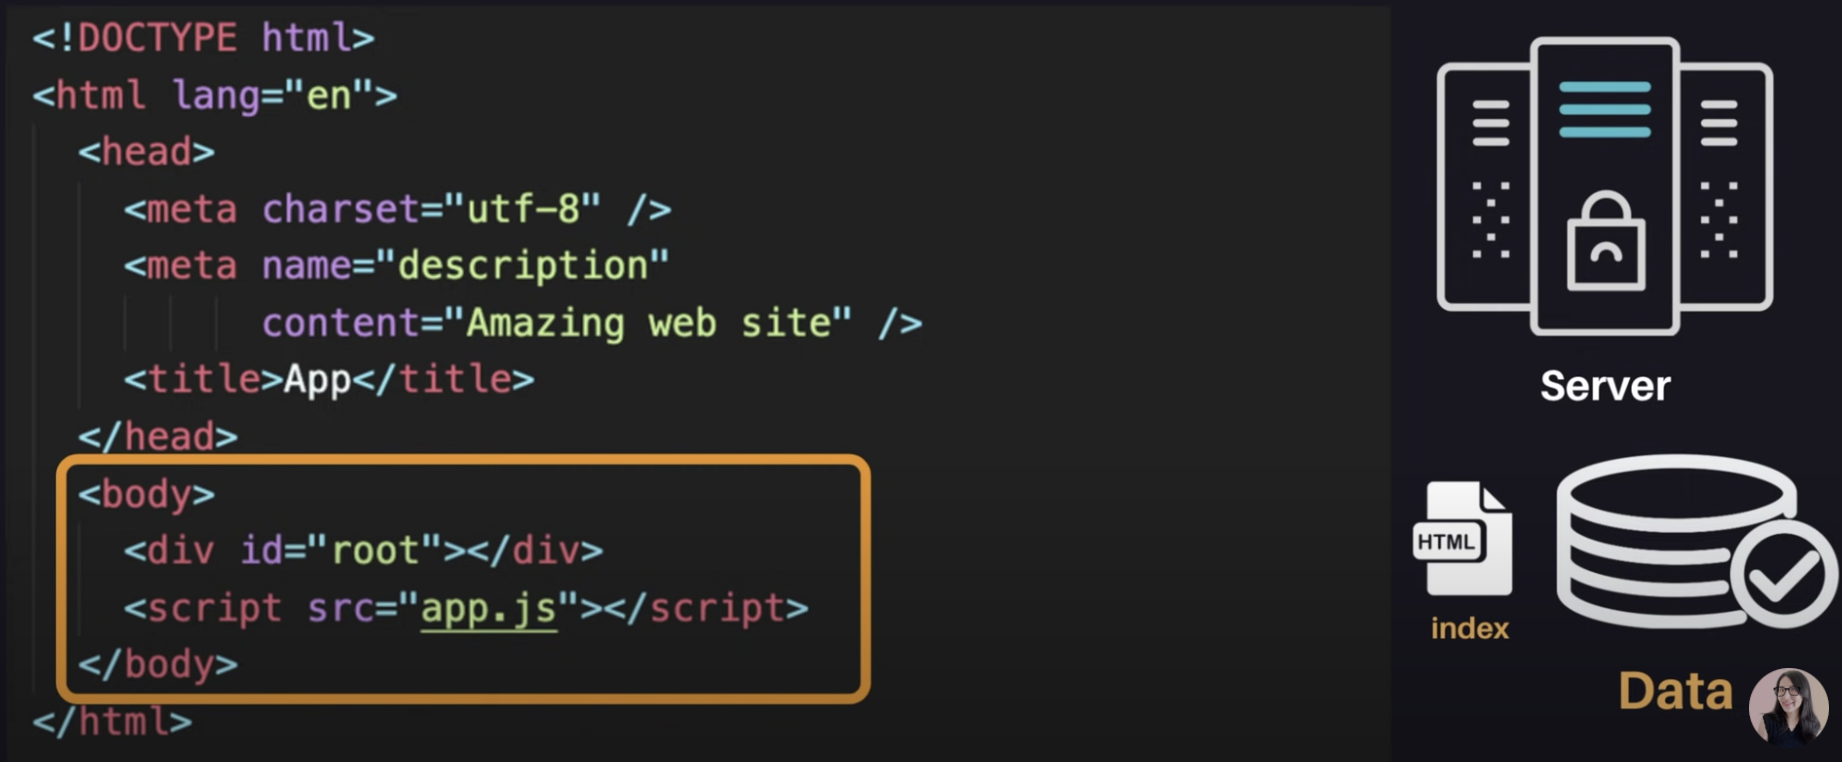 <!DOCTYPE html>
<html lang="en">
<head>
<meta charset="utf-8" />
<meta name="description"
content="Amazing web site" />
<title>App</title>
</head>
<body>
<div id="root"></div>
<script src="app.js"></script>
</body>
</html>
Server
HTML
index
Data